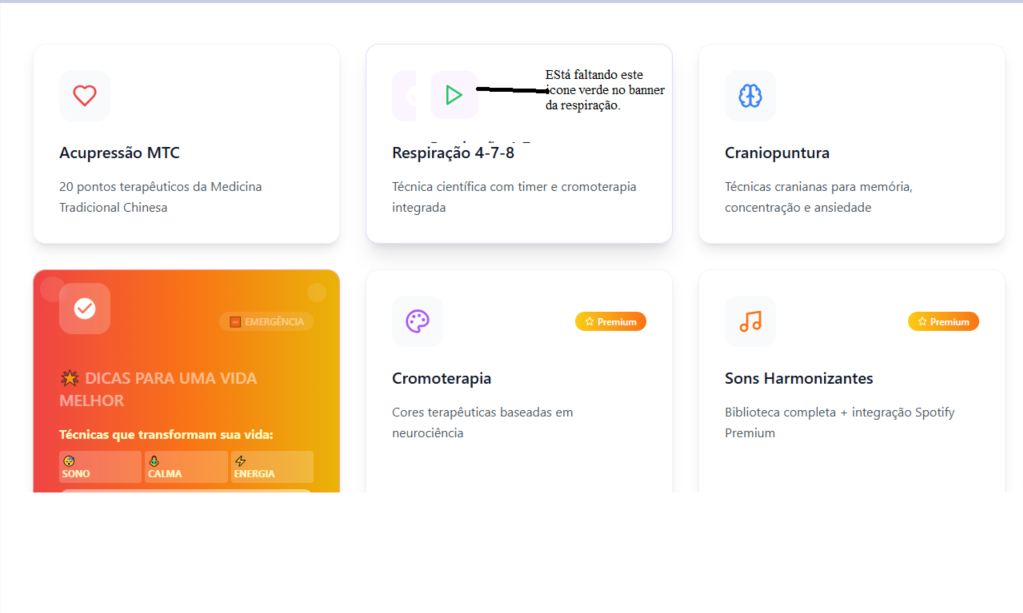 EStá faltando este
ícone verde no banner
da respiração.
Acupressão MTC
20 pontos terapêuticos da Medicina
Tradicional Chinesa
Respiração 4-7-8
Técnica científica com timer e cromoterapia
integrada
Craniopuntura
Técnicas cranianas para memória,
concentração e ansiedade
EMERGÊNCIA
DICAS PARA UMA VIDA
MELHOR
Técnicas que transformam sua vida:
SONO
CALMA
ENERGIA
Premium
Cromoterapia
Cores terapêuticas baseadas em
neurociência
Premium
Sons Harmonizantes
Biblioteca completa + integração Spotify
Premium